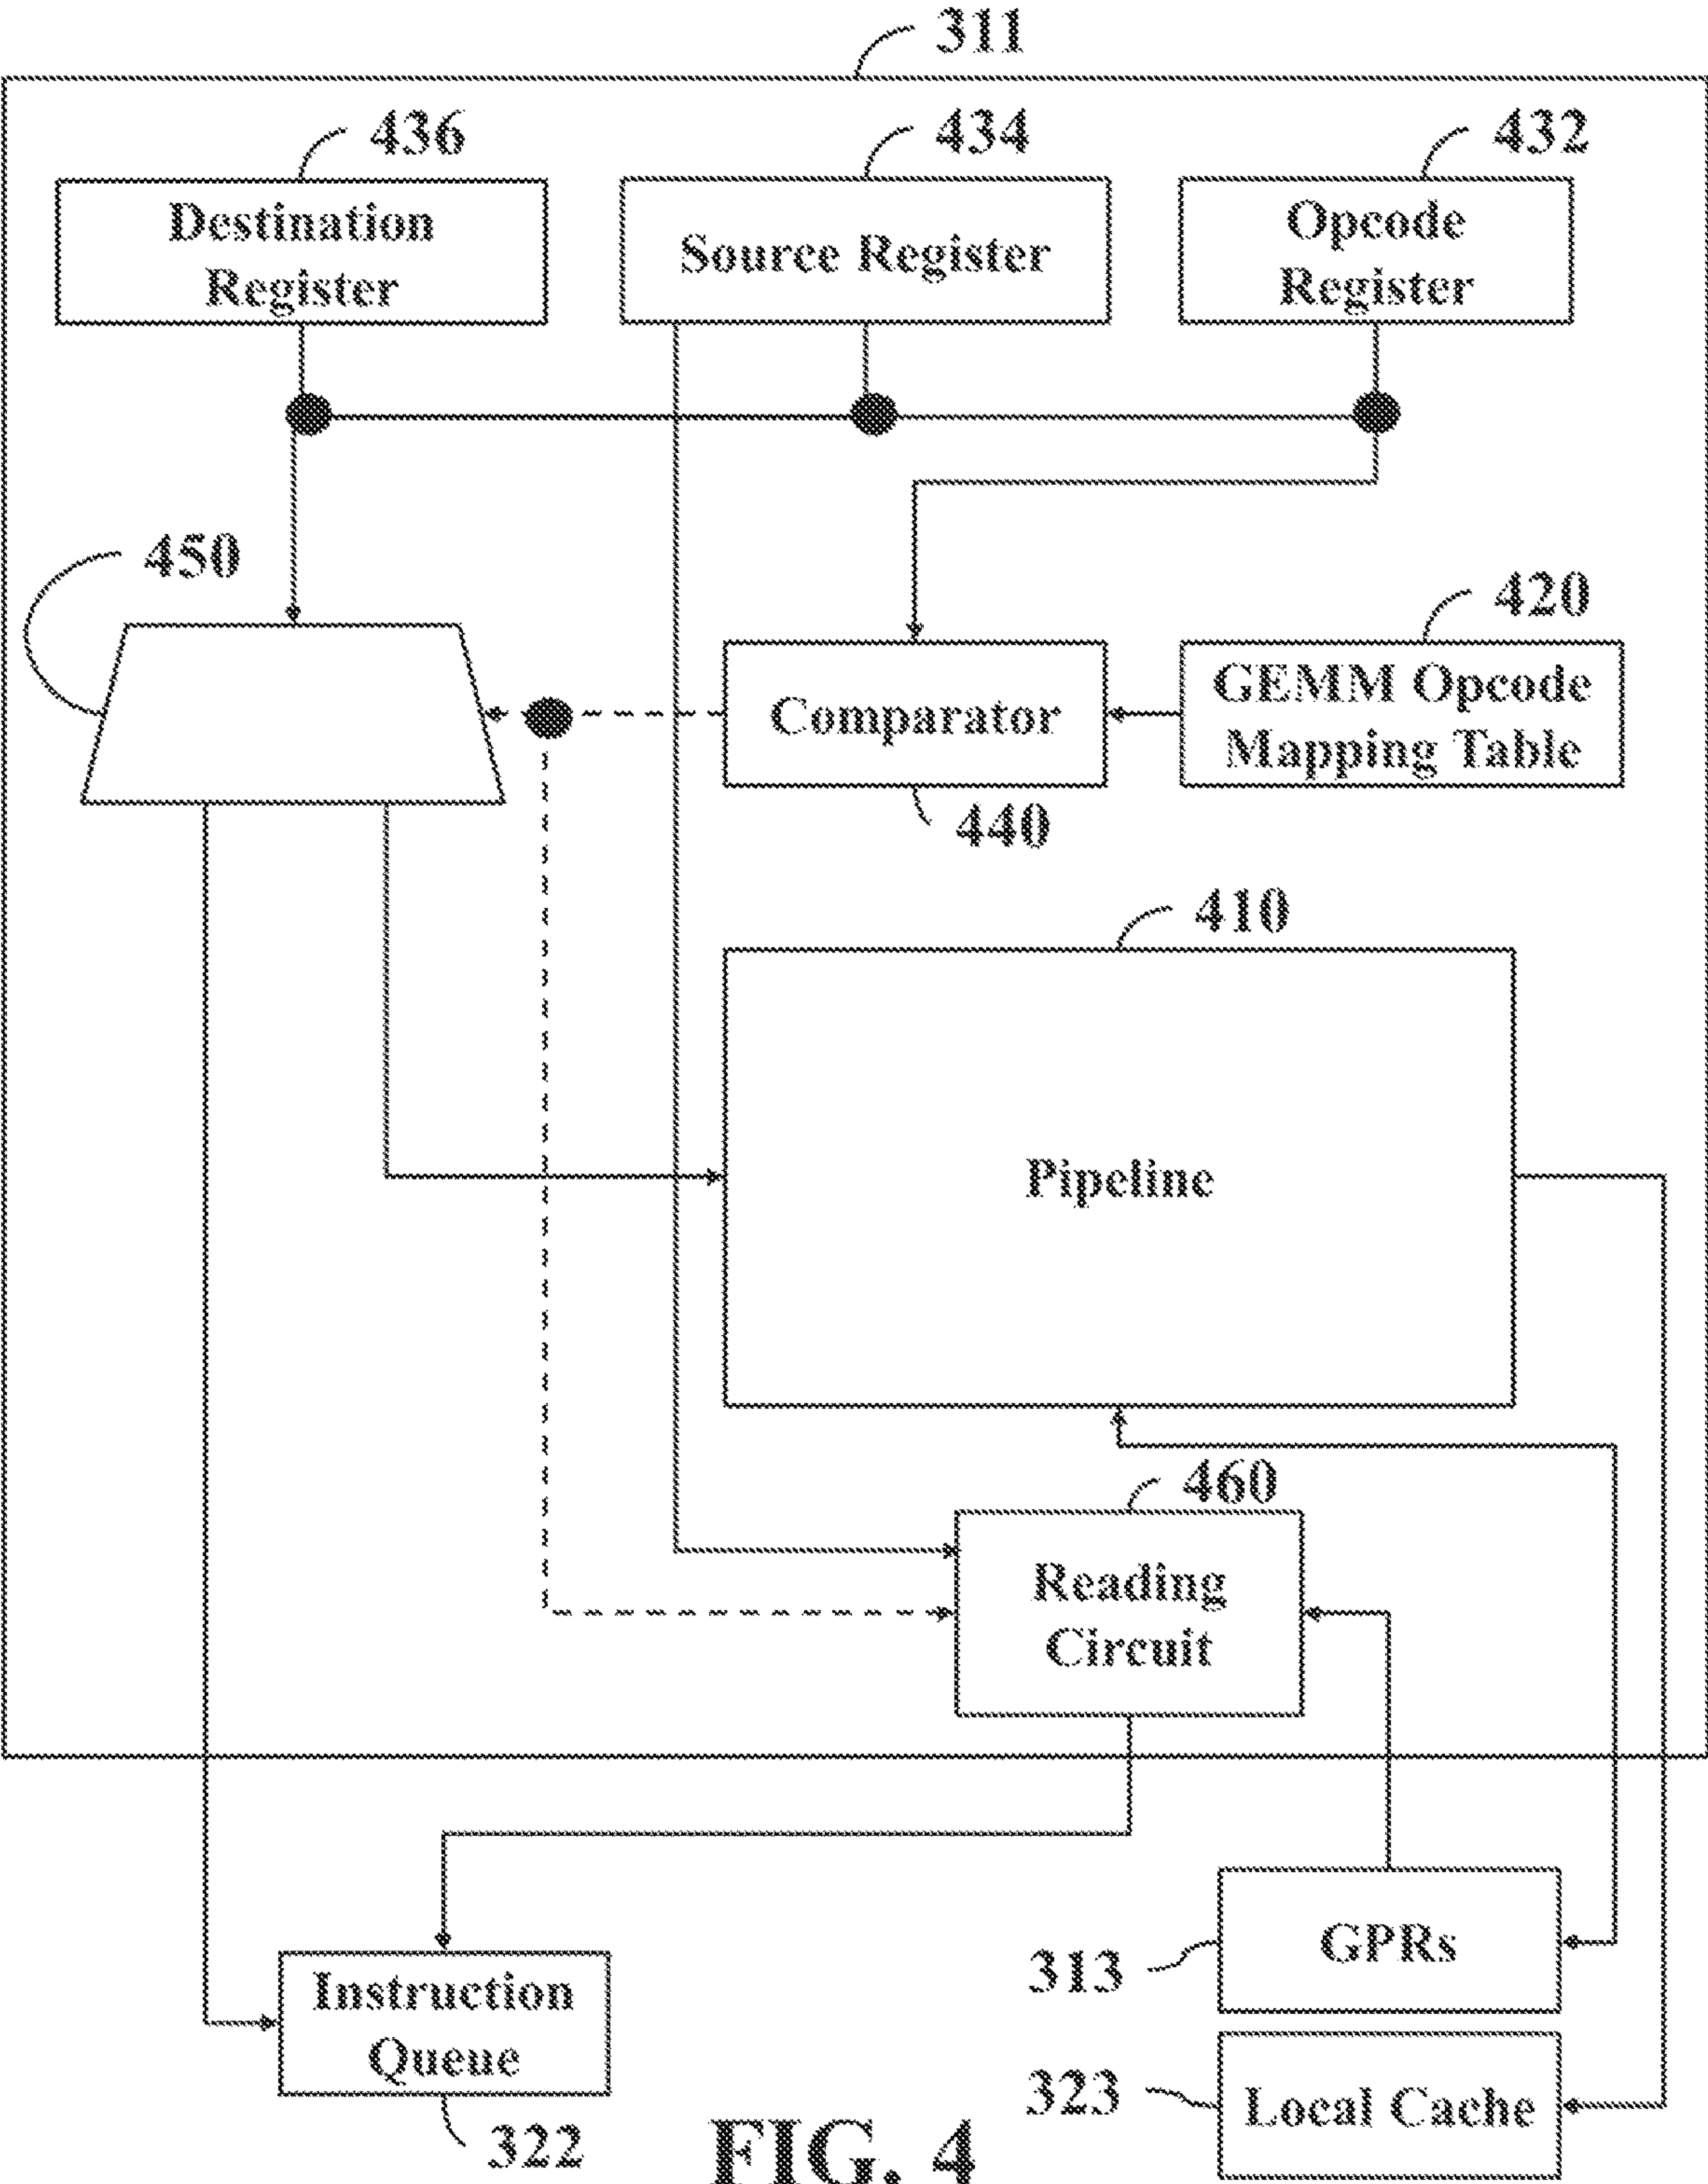 311
436
434
432
Destination
Register
Source Register
Opcode
Register
450
420
Comparator
GEMM Opcode
Mapping Table
440
410
Pipeline
460
Reading
Circuit
313
GPRs
Instruction
Queue
322
323
Local Cache
FIG. 4